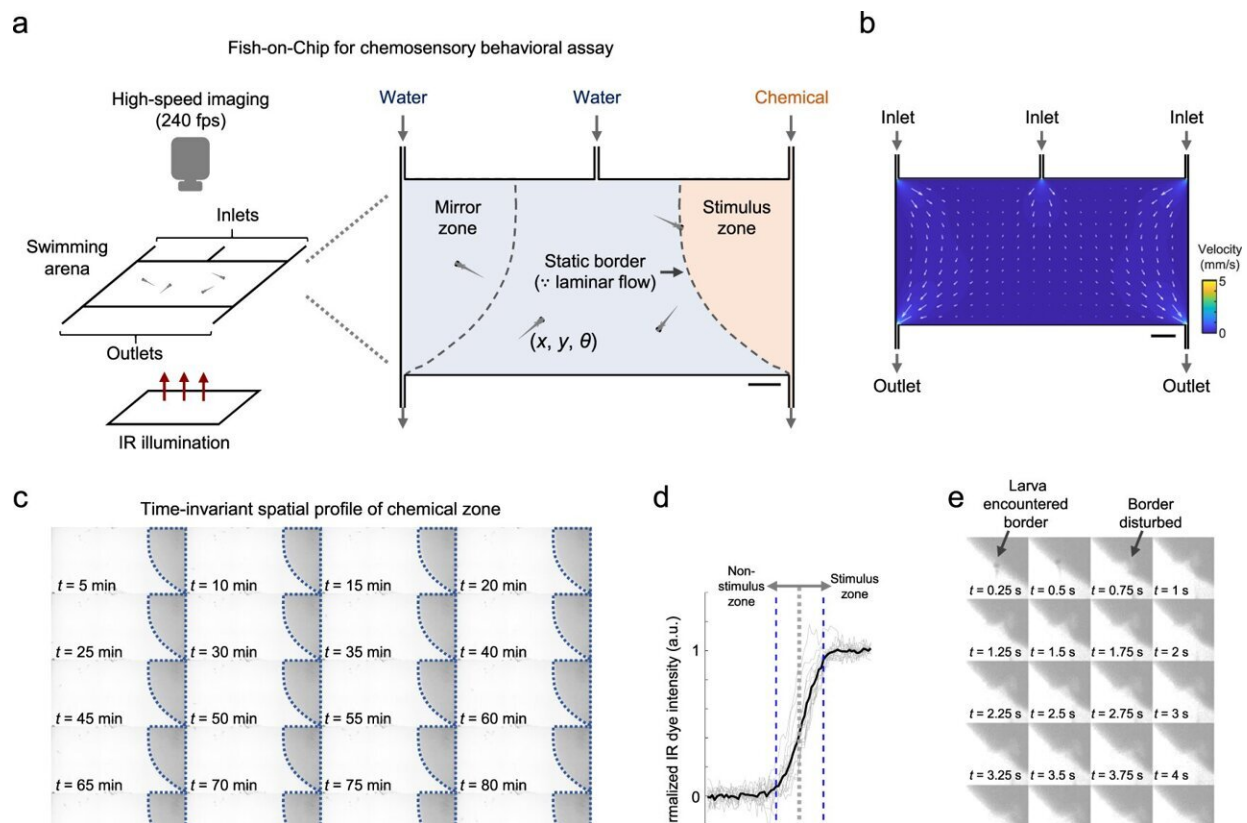 a
Fish-on-Chip for chemosensory behavioral assay
High-speed imaging
(240 fps)
Inlets
Swimming
arena
Outlets
IR illumination
Water
Water
Chemical
Mirror
zone
Stimulus
zone
Static border
(∵ laminar flow)
(x, y, θ)
b
Inlet
Inlet
Inlet
Velocity
(mm/s)
5
0
Outlet
Outlet
c
Time-invariant spatial profile of chemical zone
t = 5 min
t = 10 min
t = 15 min
t = 20 min
t = 25 min
t = 30 min
t = 35 min
t = 40 min
t = 45 min
t = 50 min
t = 55 min
t = 60 min
t = 65 min
t = 70 min
t = 75 min
t = 80 min
d
Non-
stimulus
zone
Stimulus
zone
rmalized IR dye intensity (a.u.)
1
0
e
Larva
encountered
border
Border
disturbed
t = 0.25 s
t = 0.5 s
t = 0.75 s
t = 1 s
t = 1.25 s
t = 1.5 s
t = 1.75 s
t = 2 s
t = 2.25 s
t = 2.5 s
t = 2.75 s
t = 3 s
t = 3.25 s
t = 3.5 s
t = 3.75 s
t = 4 s